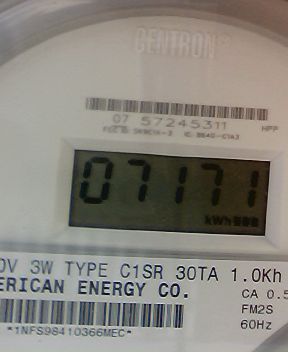 CENTRON
07 57245311
HPP
07171
kWh
0V 3W TYPE C1SR 30TA 1.0Kh
ERICAN ENERGY CO.
CA 0.5
FM2S
60Hz
*1NFS98410366MEC*